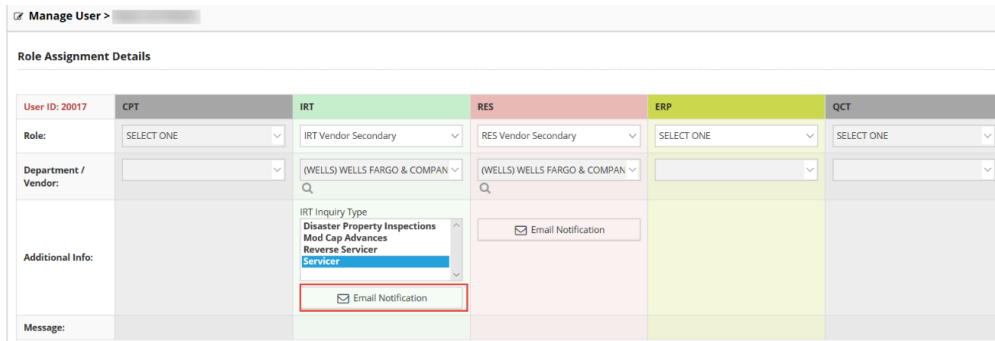 Manage User >
Role Assignment Details
User ID: 20017 CPT IRT RES ERP QCT
Role: SELECT ONE IRT Vendor Secondary RES Vendor Secondary SELECT ONE SELECT ONE
Department / Vendor: (WELLS) WELLS FARGO & COMPAN (WELLS) WELLS FARGO & COMPAN
IRT Inquiry Type
Disaster Property Inspections
Mod Cap Advances
Reverse Servicer
Servicer
Additional Info: Email Notification
Email Notification
Message: